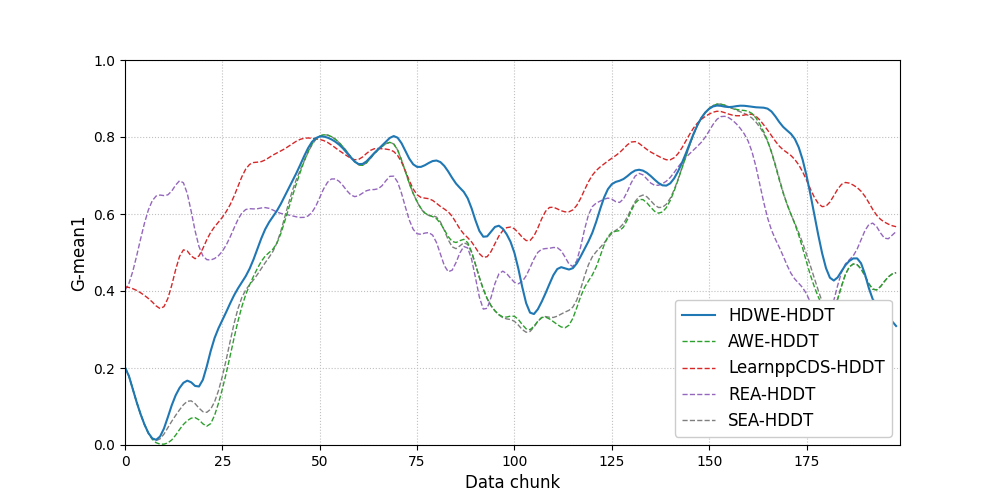 1.0
0.8
0.6
0.4
0.2
0.0
G-mean1
0 25 50 75 100 125 150 175
Data chunk
HDWE-HDDT
AWE-HDDT
LearnppCDS-HDDT
REA-HDDT
SEA-HDDT